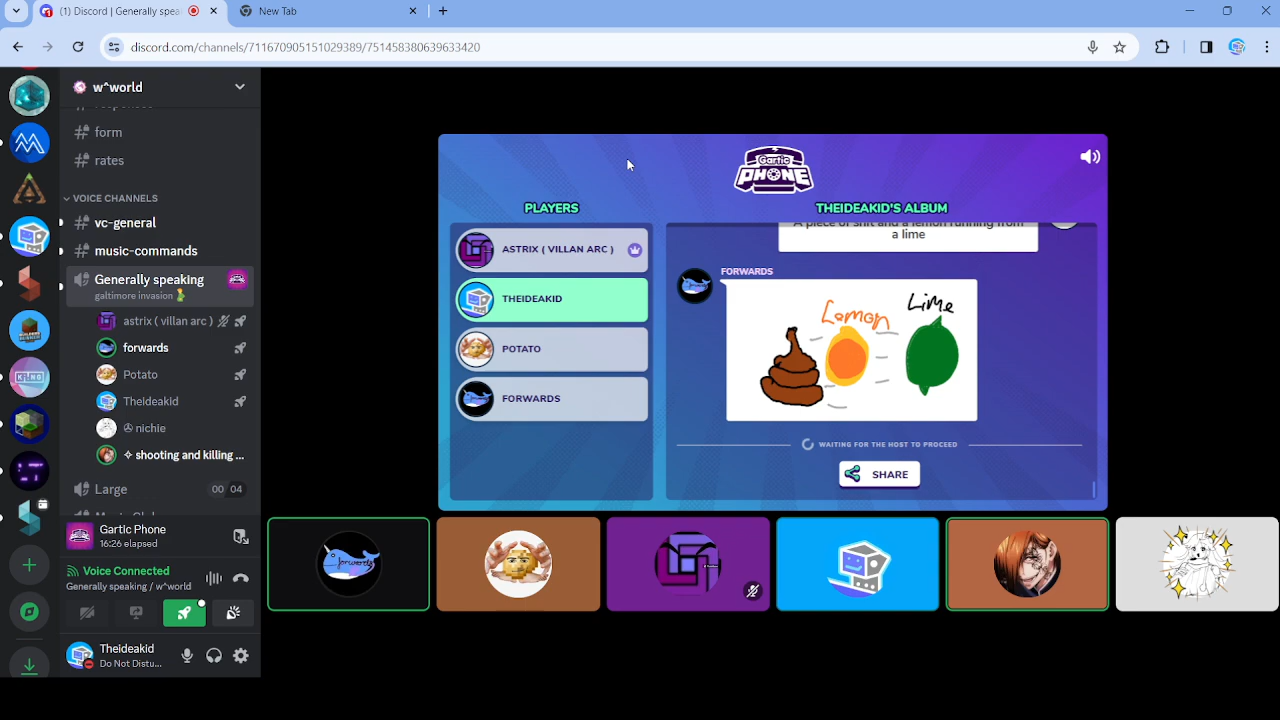 (1) Discord | Generally spea
New Tab
discord.com/channels/711670905151029389/751458380639633420
w^world
form
rates
VOICE CHANNELS
vc-general
music-commands
Generally speaking
galtimore invasion
astrix ( villan arc )
forwards
Potato
Theideakid
nichie
shooting and killing ...
Large
00 04
Gartic Phone
16:26 elapsed
Voice Connected
Generally speaking / w^world
Theideakid
Do Not Distu...
Gartic
PHONE
PLAYERS
ASTRIX ( VILLAN ARC )
THEIDEAKID
POTATO
FORWARDS
THEIDEAKID'S ALBUM
A piece of shit and a lemon running from
a lime
FORWARDS
Lemon
Lime
WAITING FOR THE HOST TO PROCEED
SHARE
forwards
KING